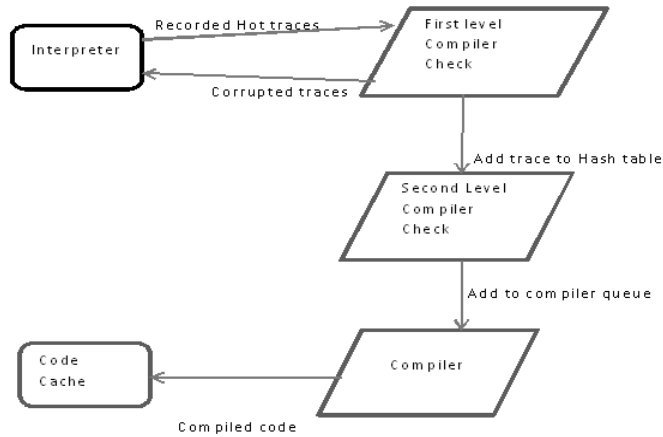 Recorded Hot traces
Interpreter
First level
Compiler
Check
Corrupted traces
Add trace to Hash table
Second Level
Compiler
Check
Add to compiler queue
Compiler
Code
Cache
Compiled code